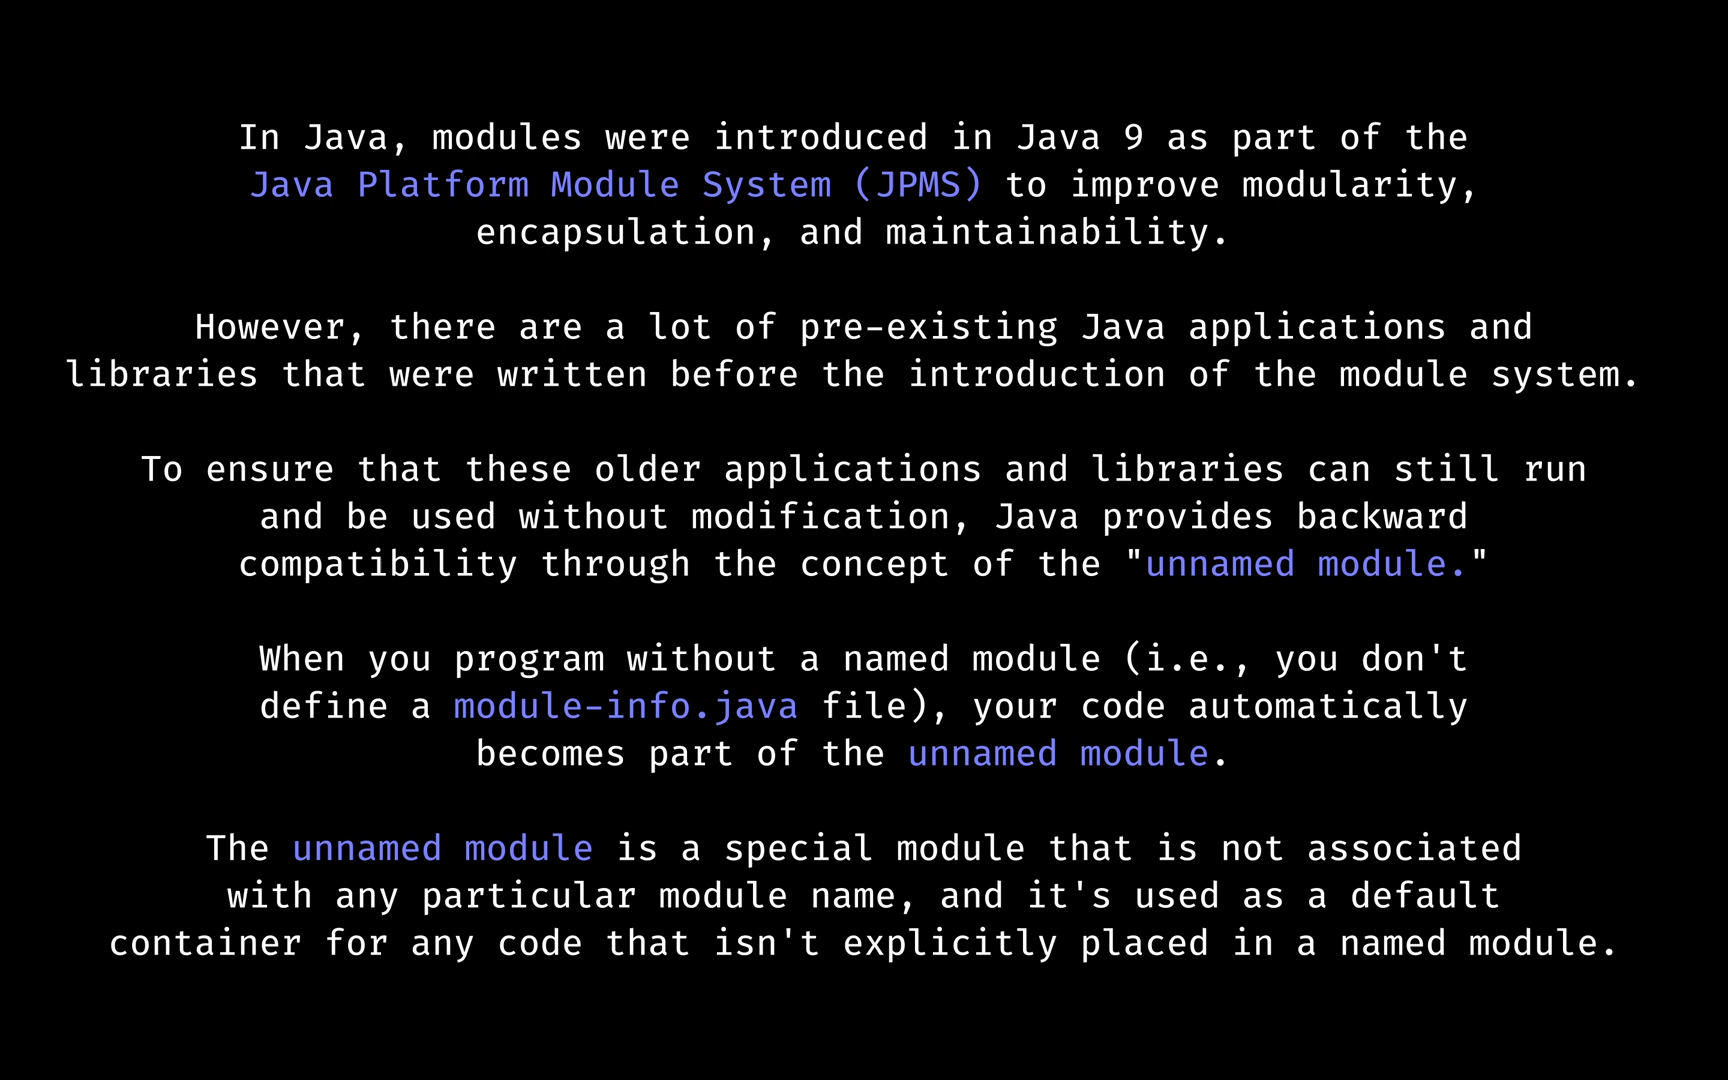 In Java, modules were introduced in Java 9 as part of the
Java Platform Module System (JPMS) to improve modularity,
encapsulation, and maintainability.
However, there are a lot of pre-existing Java applications and
libraries that were written before the introduction of the module system.
To ensure that these older applications and libraries can still run
and be used without modification, Java provides backward
compatibility through the concept of the "unnamed module."
When you program without a named module (i.e., you don't
define a module-info.java file), your code automatically
becomes part of the unnamed module.
The unnamed module is a special module that is not associated
with any particular module name, and it's used as a default
container for any code that isn't explicitly placed in a named module.